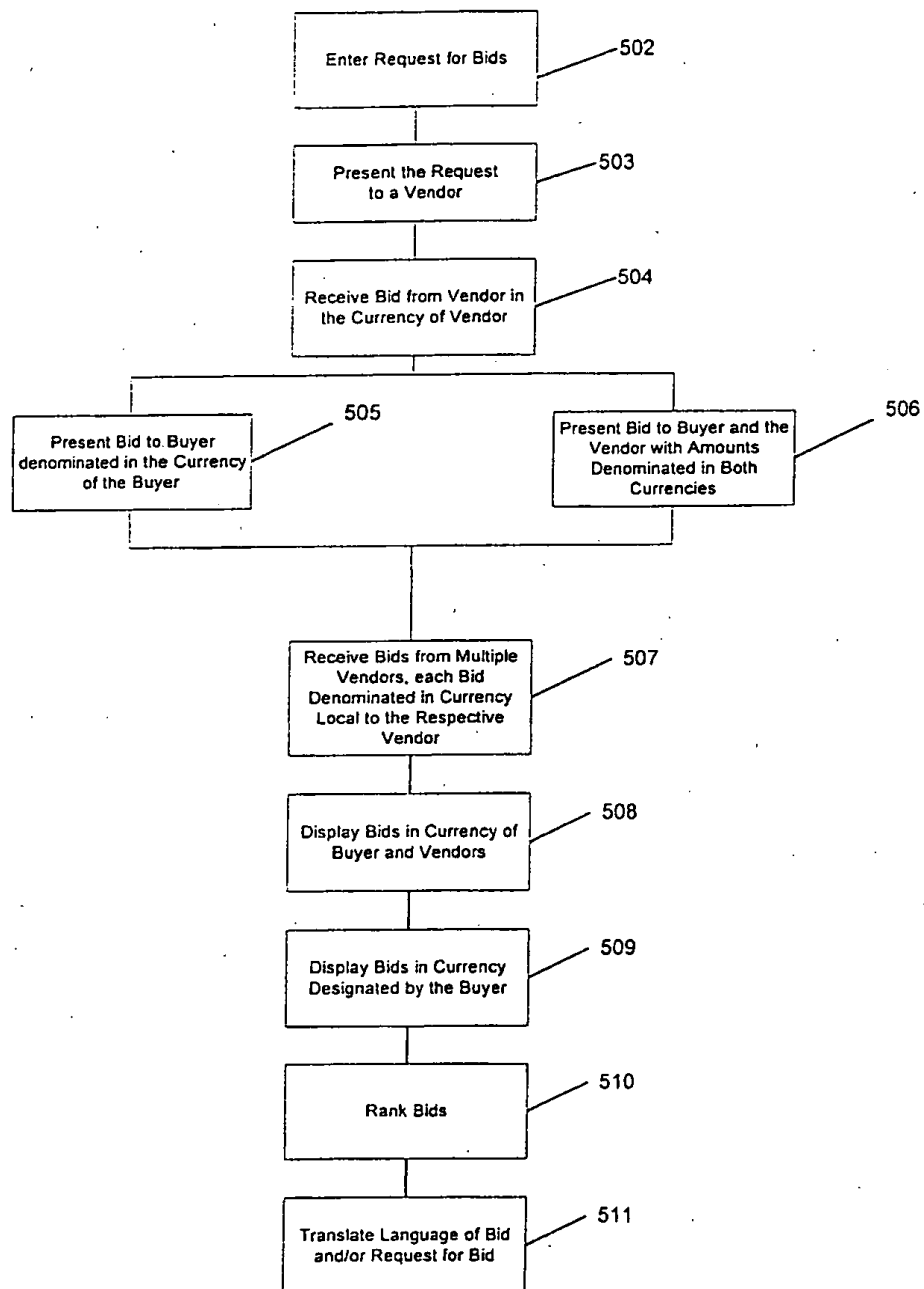 Enter Request for Bids
502
Present the Request
to a Vendor
503
Receive Bid from Vendor in
the Currency of Vendor
504
Present Bid to Buyer
denominated in the Currency
of the Buyer
505
Present Bid to Buyer and the
Vendor with Amounts
Denominated in Both
Currencies
506
Receive Bids from Multiple
Vendors, each Bid
Denominated in Currency
Local to the Respective
Vendor
507
Display Bids in Currency of
Buyer and Vendors
508
Display Bids in Currency
Designated by the Buyer
509
Rank Bids
510
Translate Language of Bid
and/or Request for Bid
511